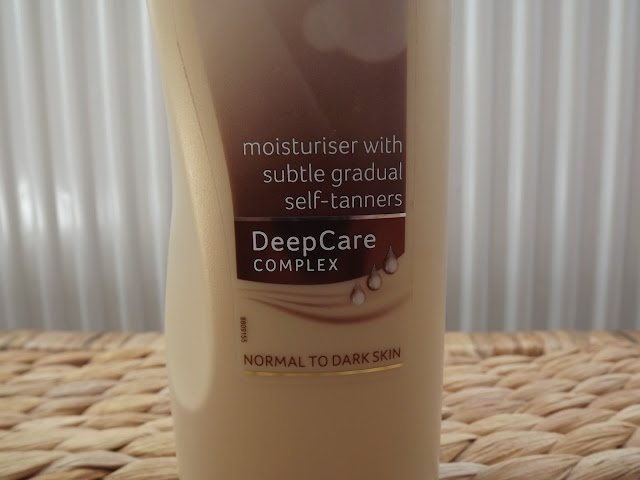 moisturiser with
subtle gradual
self-tanners
DeepCare
COMPLEX
NORMAL TO DARK SKIN